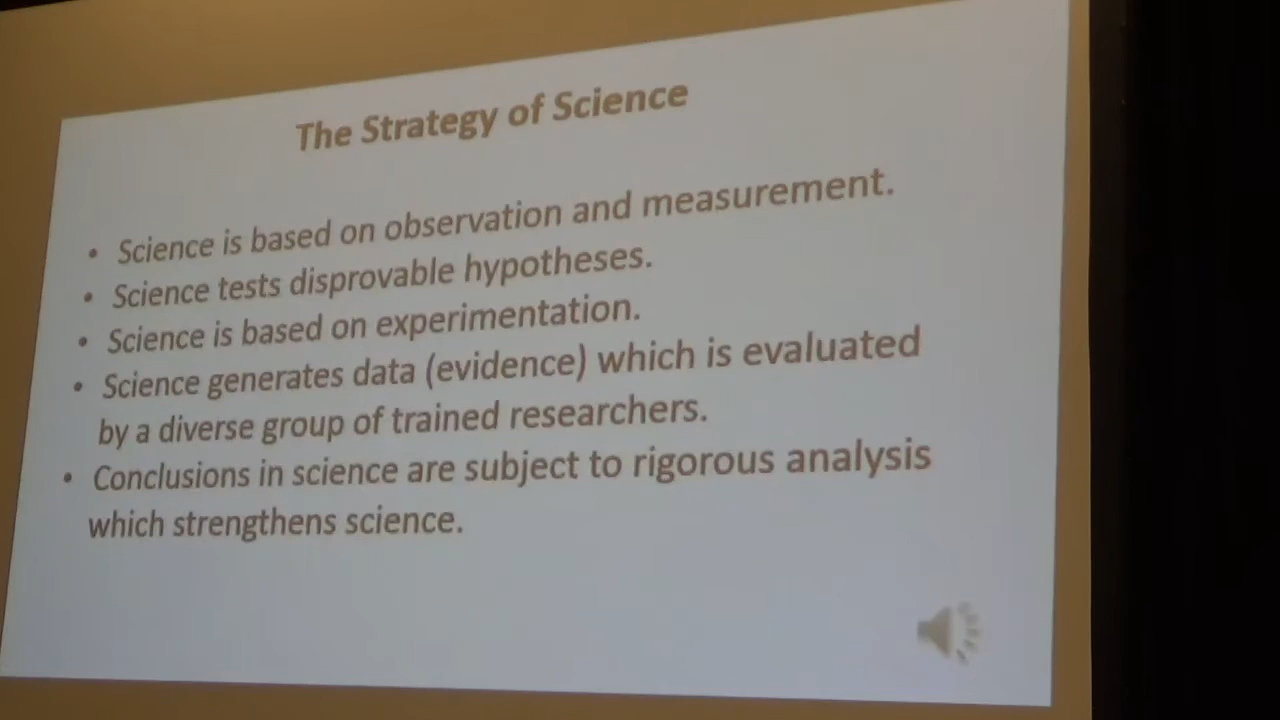 The Strategy of Science
• Science is based on observation and measurement.
• Science tests disprovable hypotheses.
• Science is based on experimentation.
• Science generates data (evidence) which is evaluated
by a diverse group of trained researchers.
• Conclusions in science are subject to rigorous analysis
which strengthens science.